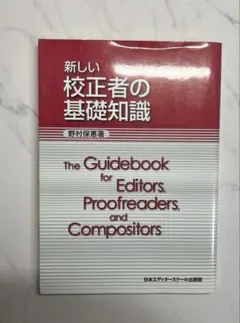 新しい
校正者の
基礎知識
野村保惠著
The Guidebook
for
Editors,
Proofreaders,
and
Compositors
日本エディタースクール出版部